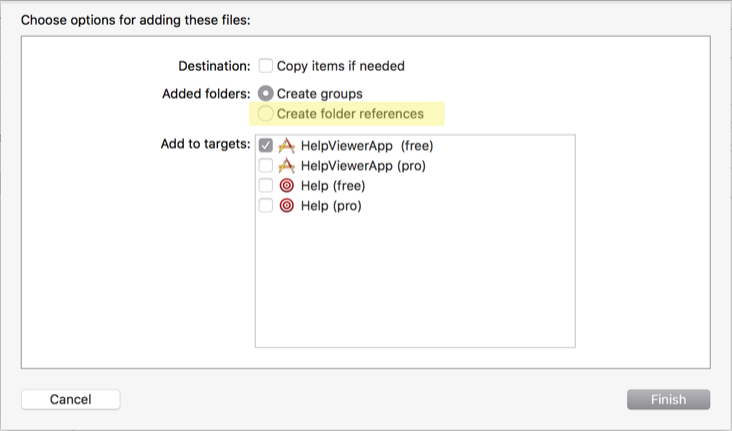 Choose options for adding these files:
Destination: Copy items if needed
Added folders: Create groups
Create folder references
Add to targets: HelpViewerApp (free)
HelpViewerApp (pro)
Help (free)
Help (pro)
Cancel Finish